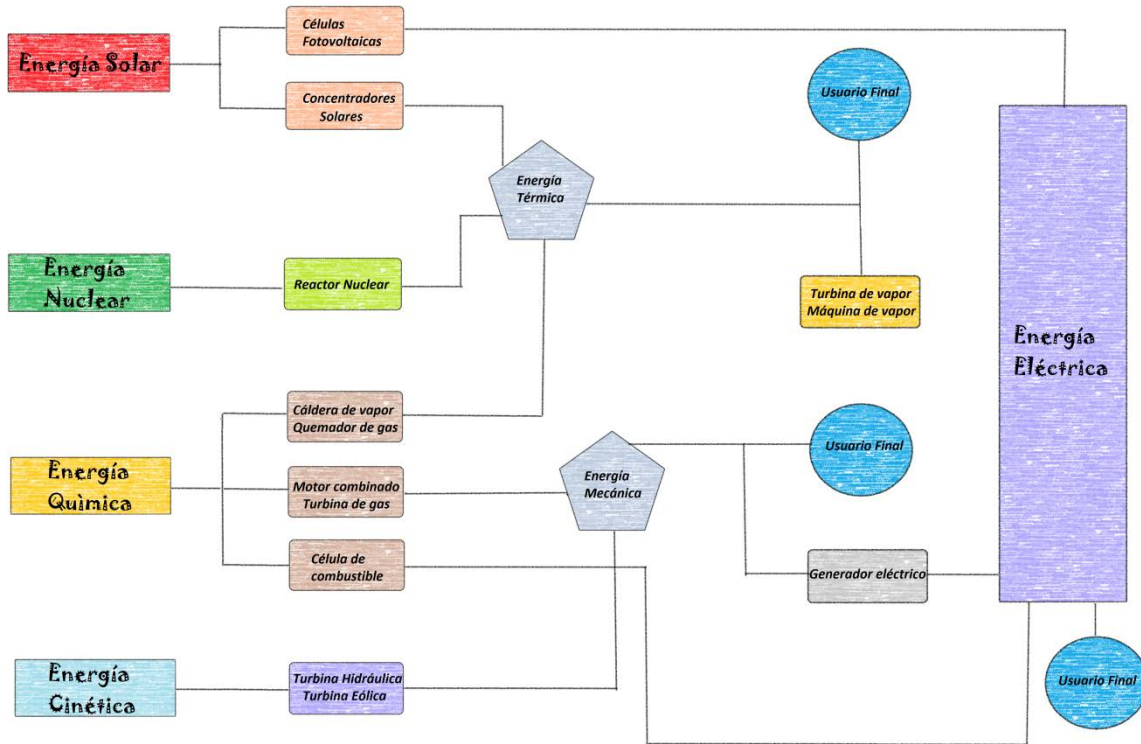 Células
Fotovoltaicas
Energía Solar
Concentradores
Solares
Usuario Final
Energía
Térmica
Energía
Nuclear
Reactor Nuclear
Turbina de vapor
Máquina de vapor
Energía
Eléctrica
Cáldera de vapor
Quemador de gas
Usuario Final
Energía
Quìmica
Motor combinado
Turbina de gas
Energía
Mecánica
Célula de
combustible
Generador eléctrico
Energía
Cinética
Turbina Hidráulica
Turbina Eólica
Usuario Final